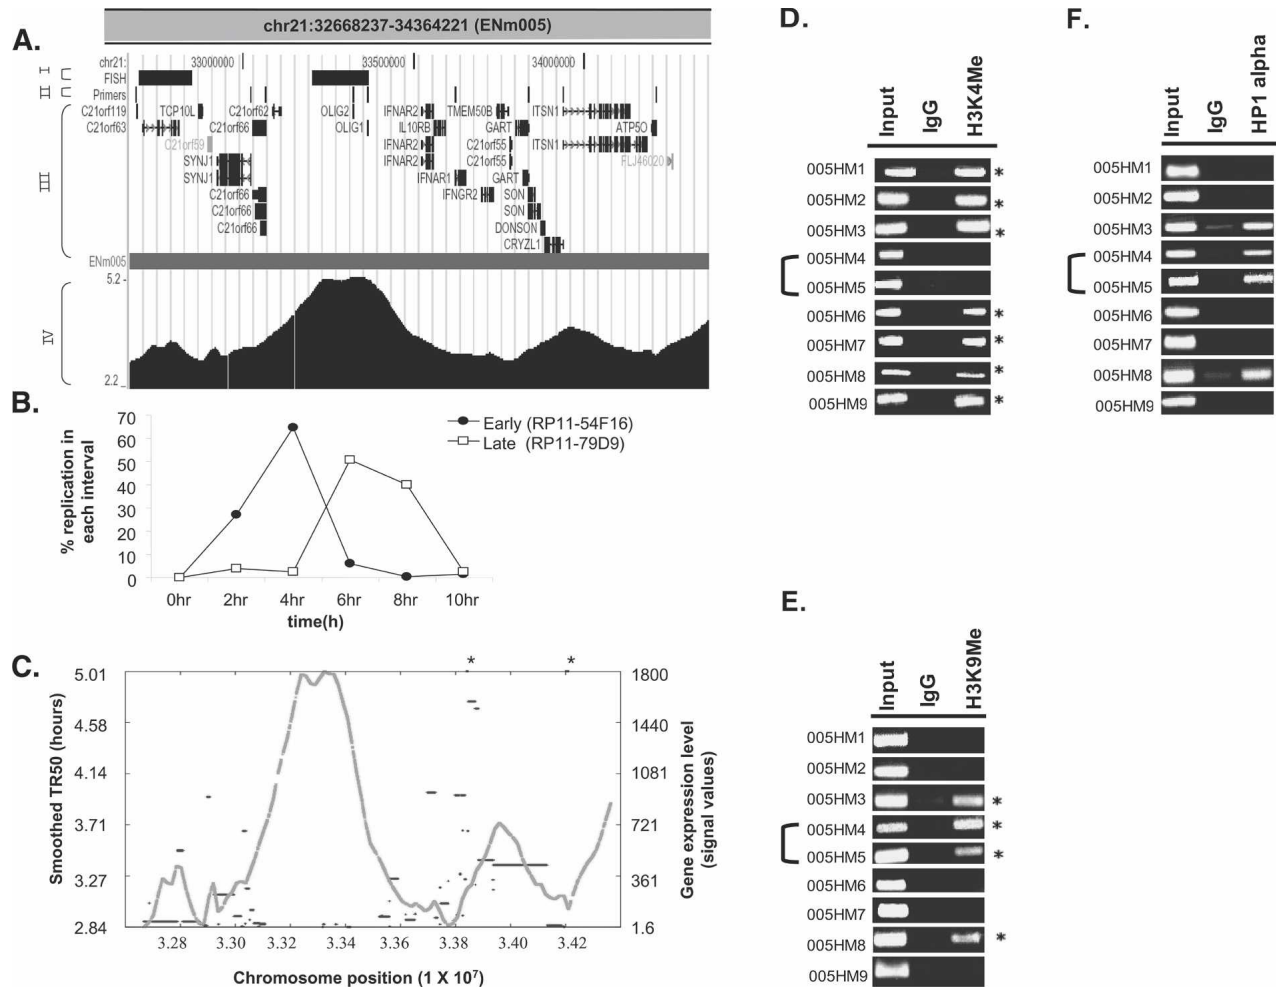 chr21:32668237-34364221 (ENm005)
A.
I
chr21:
33000000
33500000
34000000
FISH
II
Primers
III
C21orf119
TCP10L
C21orf62
OLIG2
IFNAR2
TMEM50B
ITSN1
C21orf63
C21orf66
OLIG1
IL10RB
GART
ATP5O
C21orf59
IFNAR2
C21orf55
ITSN1
SYNJ1
IFNAR2
C21orf55
FLJ46020
SYNJ1
IFNAR1
GART
C21orf66
IFNGR2
SON
C21orf66
SON
C21orf66
DONSON
CRYZL1
ENm005
IV
5.2
2.2
B.
% replication in
each interval
70
60
50
40
30
20
10
0
0hr 2hr 4hr 6hr 8hr 10hr
time(h)
Early (RP11-54F16)
Late (RP11-79D9)
C.
Smoothed TR50 (hours)
5.01
4.58
4.14
3.71
3.27
2.84
* *
1800
1440
1081
721
361
1.6
Gene expression level
(signal values)
3.28 3.30 3.32 3.34 3.36 3.38 3.40 3.42
Chromosome position (1 X 10⁷)
D.
Input IgG H3K4Me
005HM1 *
005HM2 *
005HM3 *
005HM4
005HM5
005HM6 *
005HM7 *
005HM8 *
005HM9 *
E.
Input IgG H3K9Me
005HM1
005HM2
005HM3 *
005HM4 *
005HM5 *
005HM6
005HM7
005HM8 *
005HM9
F.
Input IgG HP1 alpha
005HM1
005HM2
005HM3
005HM4
005HM5
005HM6
005HM7
005HM8
005HM9